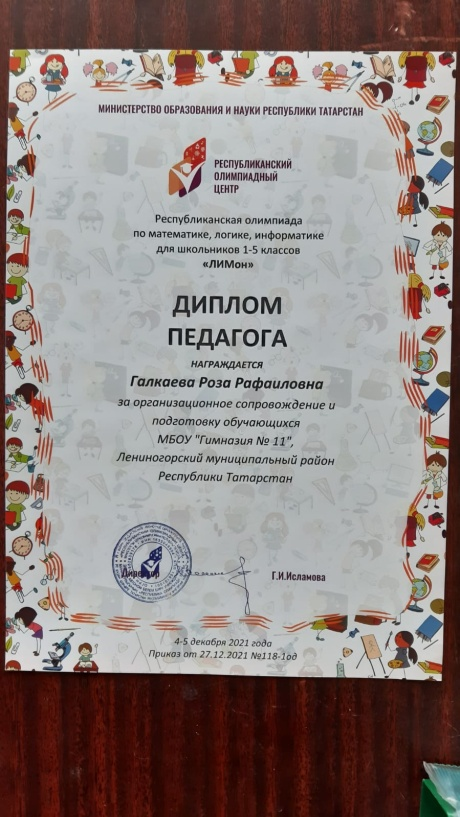 МИНИСТЕРСТВО ОБРАЗОВАНИЯ И НАУКИ РЕСПУБЛИКИ ТАТАРСТАН
РЕСПУБЛИКАНСКИЙ
ОЛИМПИАДНЫЙ
ЦЕНТР
Республиканская олимпиада
по математике, логике, информатике
для школьников 1-5 классов
«ЛИМон»
ДИПЛОМ
ПЕДАГОГА
НАГРАЖДАЕТСЯ
Галкаева Роза Рафаиловна
за организационное сопровождение и
подготовку обучающихся
МБОУ "Гимназия № 11",
Лениногорский муниципальный район
Республики Татарстан
Директор Г.И.Исламова
4-5 декабря 2021 года
Приказ от 27.12.2021 №118-1од